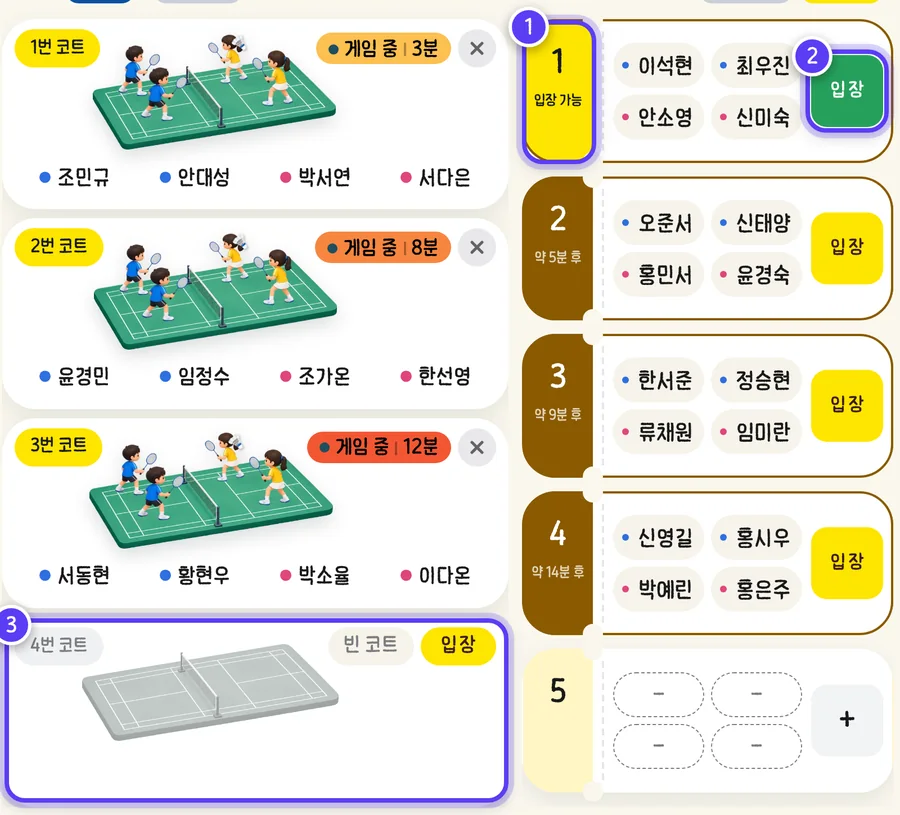 1번 코트
게임 중 | 3분
×
조민규 안대성 박서연 서다은
2번 코트
게임 중 | 8분
×
윤경민 임정수 조가온 한선영
3번 코트
게임 중 | 12분
×
서동현 황현우 박소율 이다온
3
4번 코트
빈 코트
입장
1
1
입장 가능
이석현 최우진
안소영 신미숙
2
입장
2
약 5분 후
오준서 신태양
홍민서 윤경숙
입장
3
약 9분 후
한서준 정승현
류채원 임미란
입장
4
약 14분 후
신영길 홍시우
박예린 홍은주
입장
5
– –
– –
+